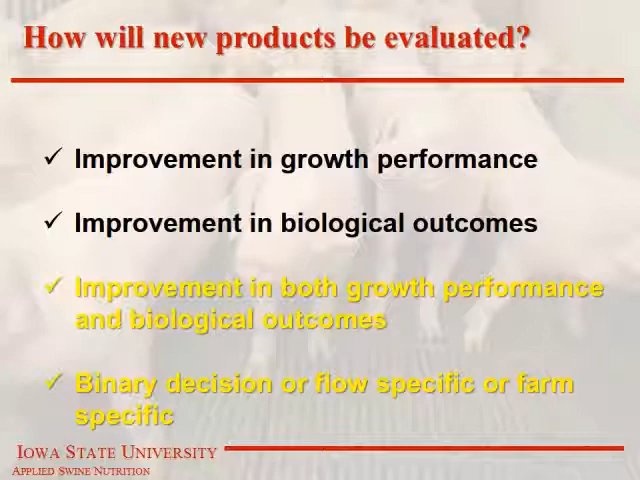 How will new products be evaluated?
✓ Improvement in growth performance
✓ Improvement in biological outcomes
✓ Improvement in both growth performance
and biological outcomes
✓ Binary decision or flow specific or farm
specific
IOWA STATE UNIVERSITY
APPLIED SWINE NUTRITION